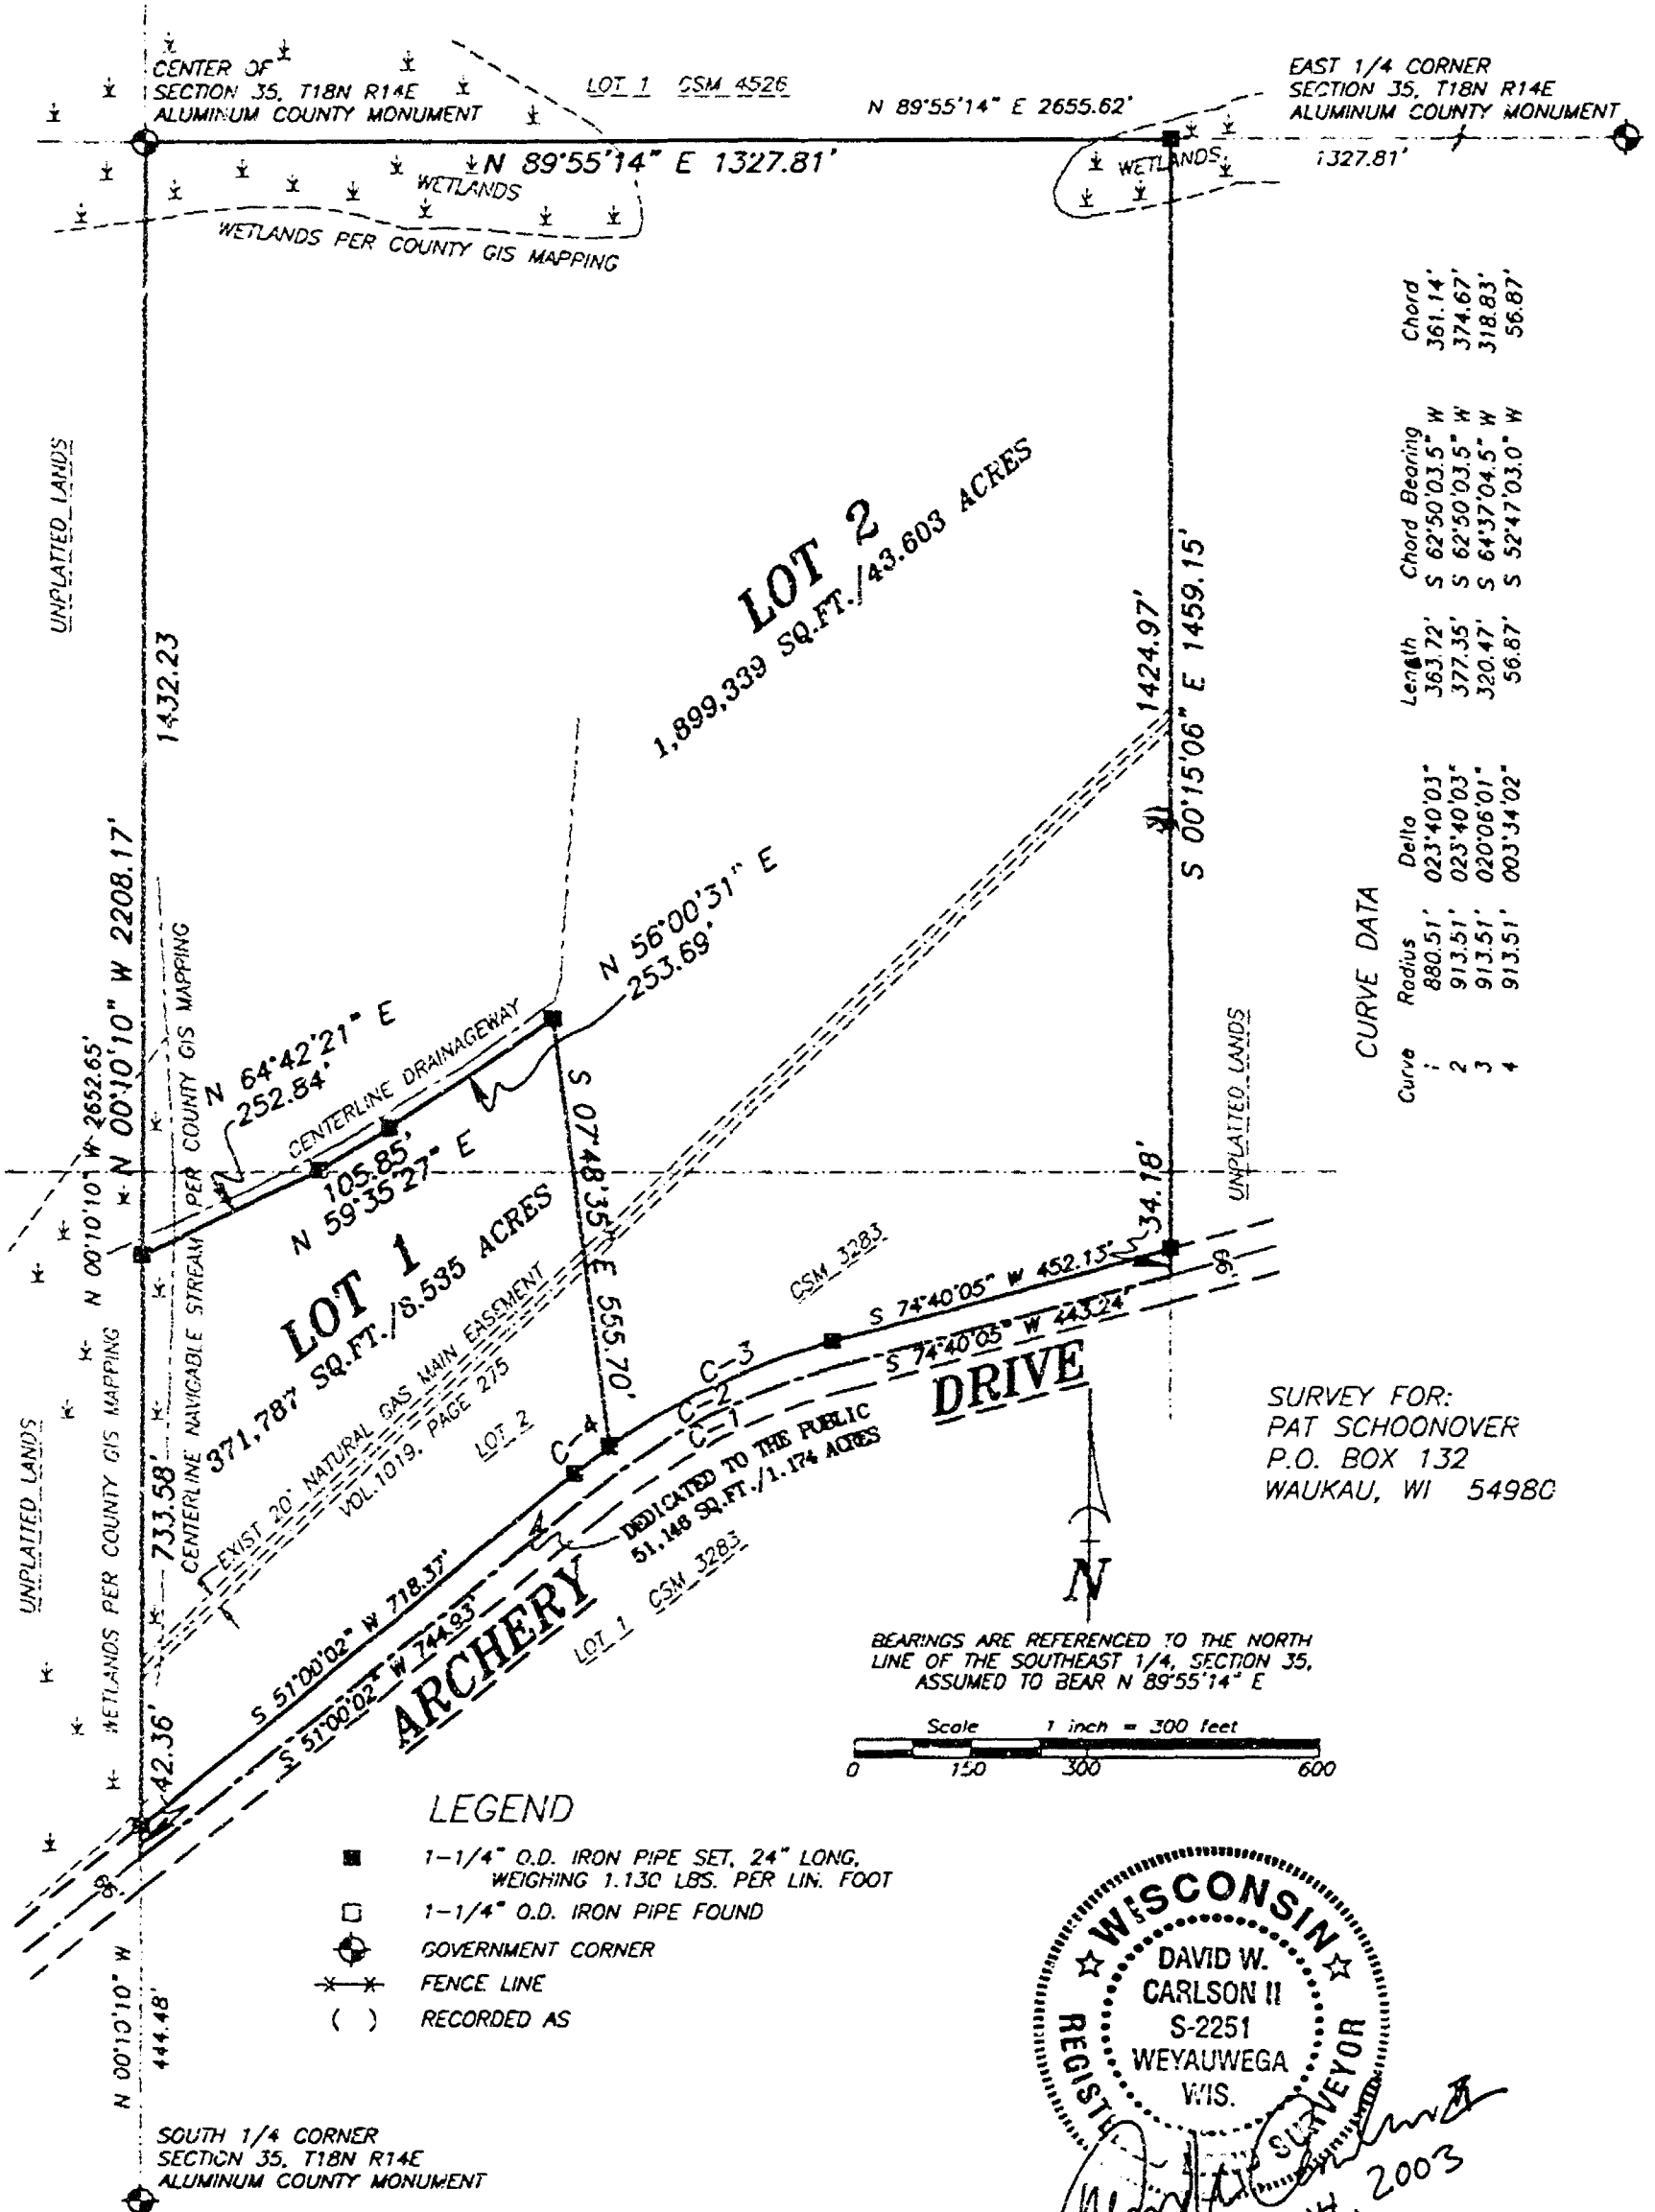 CENTER OF
SECTION 35, T18N R14E
ALUMINUM COUNTY MONUMENT
LOT 1 CSM 4526
N 89°55'14" E 2655.62'
EAST 1/4 CORNER
SECTION 35, T18N R14E
ALUMINUM COUNTY MONUMENT
N 89°55'14" E 1327.81'
1327.81'
WETLANDS
WETLANDS
WETLANDS PER COUNTY GIS MAPPING
UNPLATTED LANDS
1432.23
LOT 2
1,899,339 SQ.FT./43.603 ACRES
1424.97'
S 00°15'06" E 1459.15'
CURVE DATA
Curve Radius Delta Length Chord Bearing Chord
1 880.51' 023°40'03" 363.72' S 62°50'03.5" W 361.14'
2 913.51' 023°40'03" 377.35' S 62°50'03.5" W 374.67'
3 913.51' 020°06'01" 320.47' S 64°37'04.5" W 318.83'
4 913.51' 003°34'02" 56.87' S 52°47'03.0" W 56.87'
N 00°10'10" W 2208.17'
N 00°10'10" W 2652.65'
CENTERLINE NAVIGABLE STREAM PER COUNTY GIS MAPPING
N 64°42'21" E
252.84'
CENTERLINE DRAINAGEWAY
N 56°00'31" E
253.69'
105.85'
N 59°35'27" E
S 07°48'35" E 555.70'
LOT 1
371,787 SQ.FT./8.535 ACRES
EXIST 20' NATURAL GAS MAIN EASEMENT
VOL.1019, PAGE 275
LOT 2
CSM 3283
UNPLATTED LANDS
34.18'
S 74°40'05" W 452.13'
S 74°40'05" W 443.24'
66'
C-3
C-2
C-1
C-4
DRIVE
DEDICATED TO THE PUBLIC
51,146 SQ.FT./1.174 ACRES
UNPLATTED LANDS
WETLANDS PER COUNTY GIS MAPPING
733.58'
42.36'
S 51°00'02" W 718.37'
S 51°00'02" W 744.93'
ARCHERY
LOT 1 CSM 3283
66'
SURVEY FOR:
PAT SCHOONOVER
P.O. BOX 132
WAUKAU, WI 54980
N
BEARINGS ARE REFERENCED TO THE NORTH
LINE OF THE SOUTHEAST 1/4, SECTION 35,
ASSUMED TO BEAR N 89°55'14" E
Scale 1 inch = 300 feet
0 150 300 600
LEGEND
1-1/4" O.D. IRON PIPE SET, 24" LONG,
WEIGHING 1.130 LBS. PER LIN. FOOT
1-1/4" O.D. IRON PIPE FOUND
GOVERNMENT CORNER
FENCE LINE
( ) RECORDED AS
N 00°10'10" W
444.48'
SOUTH 1/4 CORNER
SECTION 35, T18N R14E
ALUMINUM COUNTY MONUMENT
WISCONSIN
DAVID W.
CARLSON II
S-2251
WEYAUWEGA
WIS.
SURVEYOR
2003